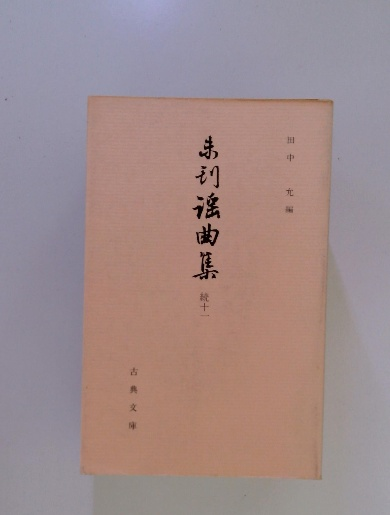 田中允編
未刊謡曲集
続十一
古典文庫